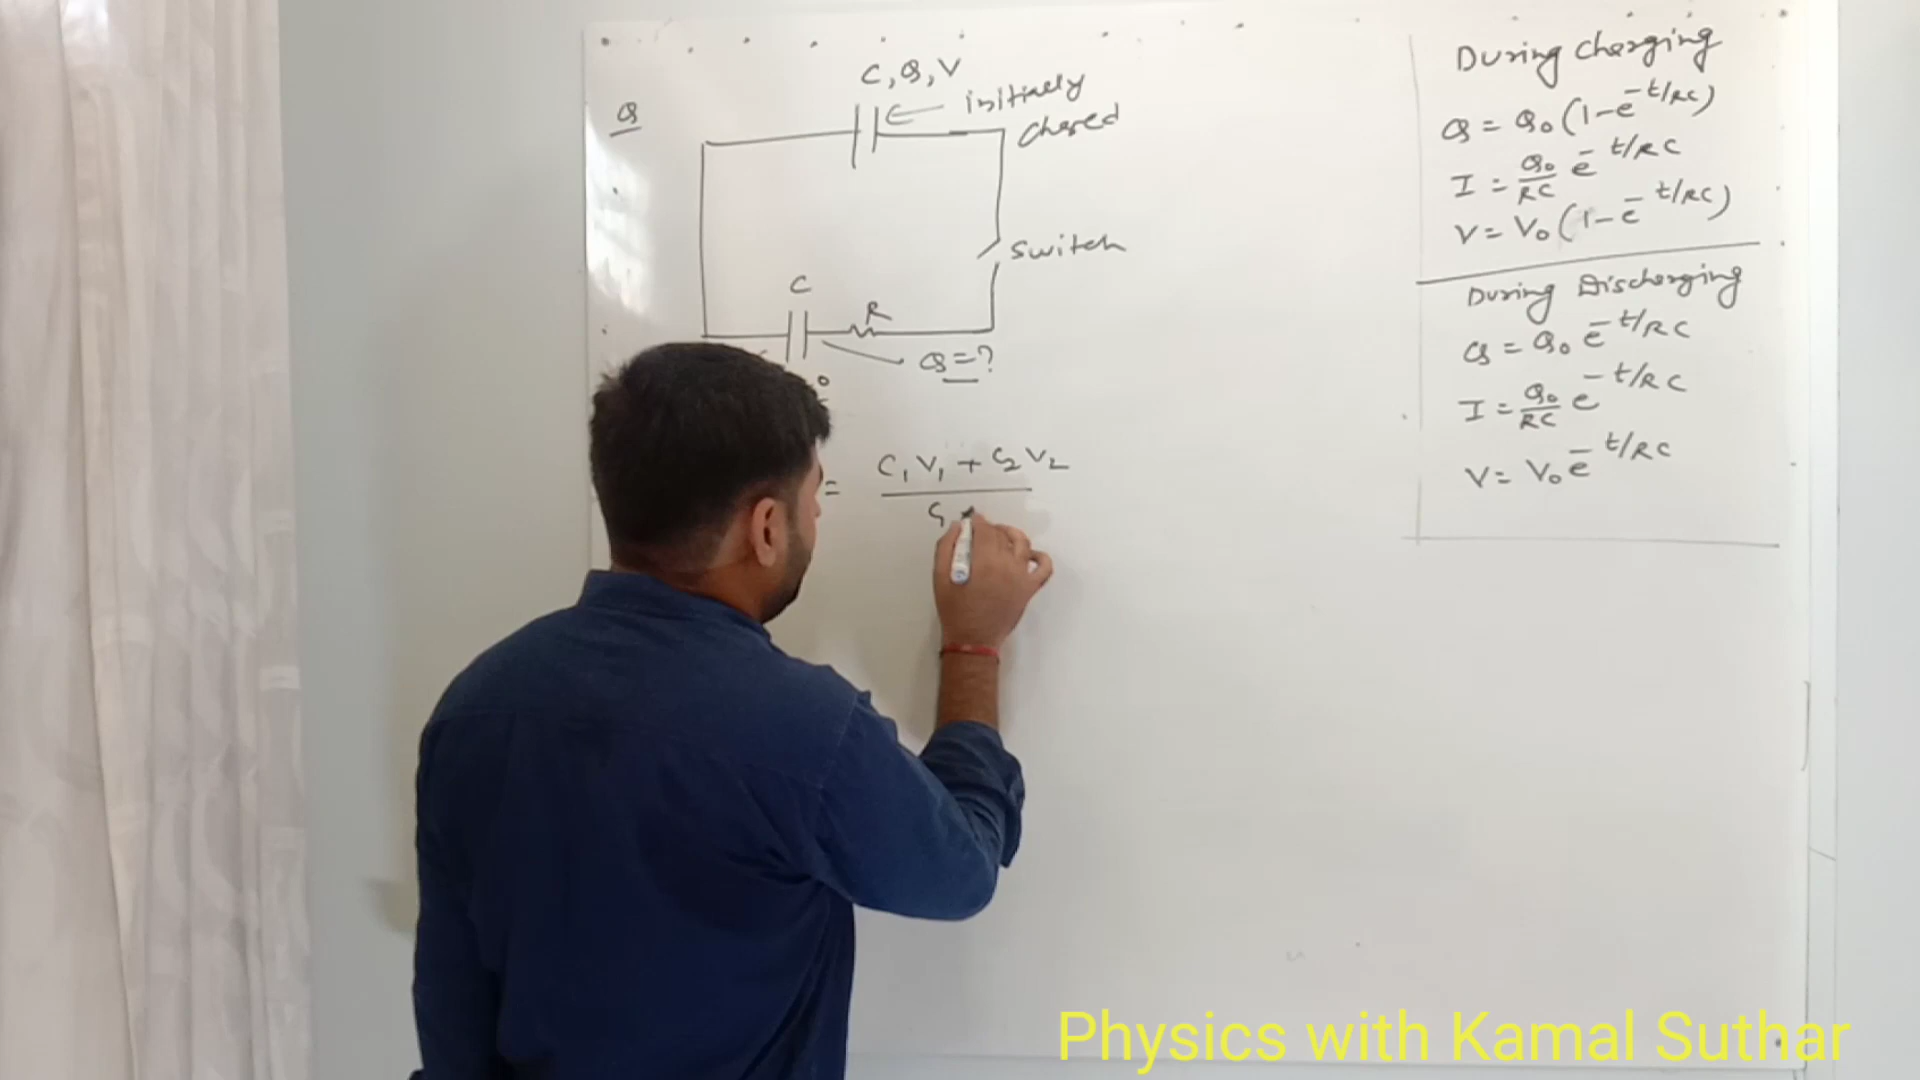 Q
C, Q, V
initially
charged
switch
C
R
Q = ?
= C₁V₁ + C₂V₂
C₁
During Charging
Q = Q₀ (1-e^-t/RC)
I = Q₀/RC e^-t/RC
V = V₀ (1-e^-t/RC)
During Discharging
Q = Q₀ e^-t/RC
I = Q₀/RC e^-t/RC
V = V₀ e^-t/RC
Physics with Kamal Suthar